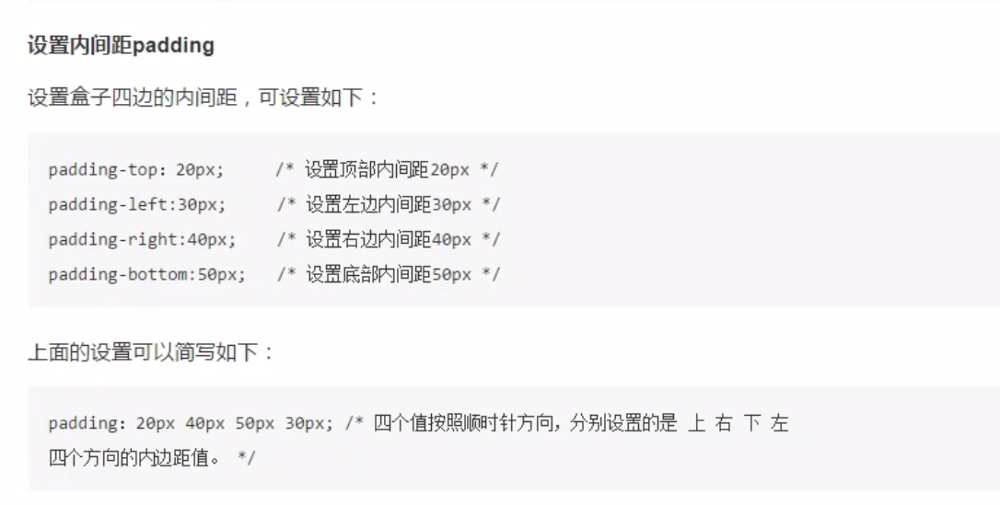 设置内间距padding
设置盒子四边的内间距，可设置如下：
padding-top：20px; /* 设置顶部内间距20px */
padding-left:30px; /* 设置左边内间距30px */
padding-right:40px; /* 设置右边内间距40px */
padding-bottom:50px; /* 设置底部内间距50px */
上面的设置可以简写如下：
padding：20px 40px 50px 30px; /* 四个值按照顺时针方向，分别设置的是 上 右 下 左
四个方向的内边距值。 */